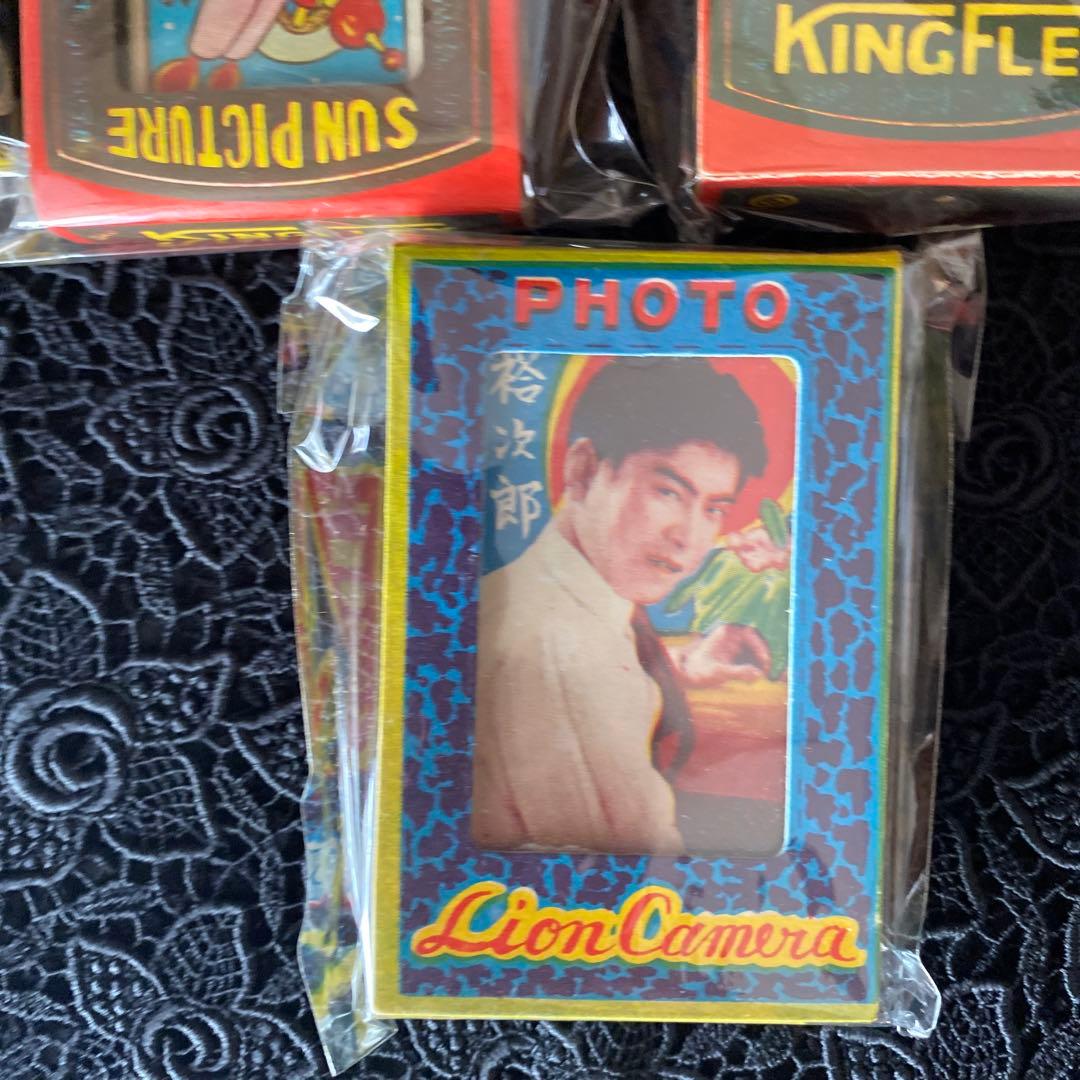 SUN PICTURE
KINGFLE
PHOTO
裕次郎
Lion Camera